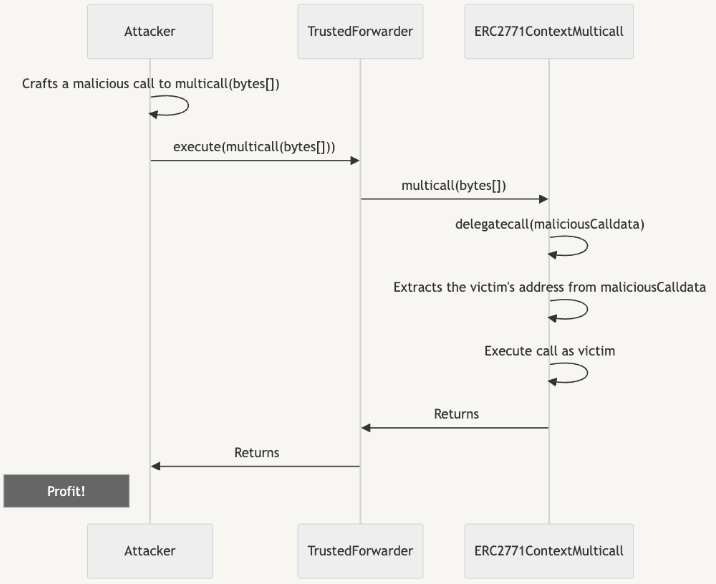 Attacker
TrustedForwarder
ERC2771ContextMulticall
Crafts a malicious call to multicall(bytes[])
execute(multicall(bytes[]))
multicall(bytes[])
delegatecall(maliciousCalldata)
Extracts the victim's address from maliciousCalldata
Execute call as victim
Returns
Returns
Profit!
Attacker
TrustedForwarder
ERC2771ContextMulticall